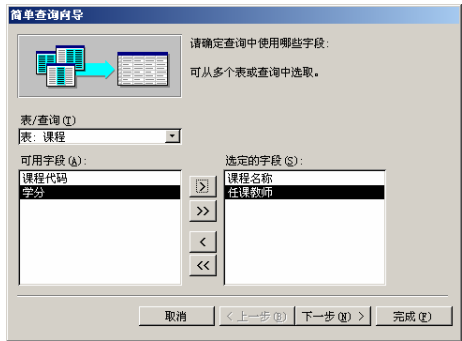 简单查询向导
请确定查询中使用哪些字段:
可从多个表或查询中选取。
表/查询(T)
表: 课程
可用字段(A):
选定的字段(S):
课程代码
学分
>
>>
<
<<
课程名称
任课教师
取消
< 上一步(B)
下一步(N) >
完成(F)